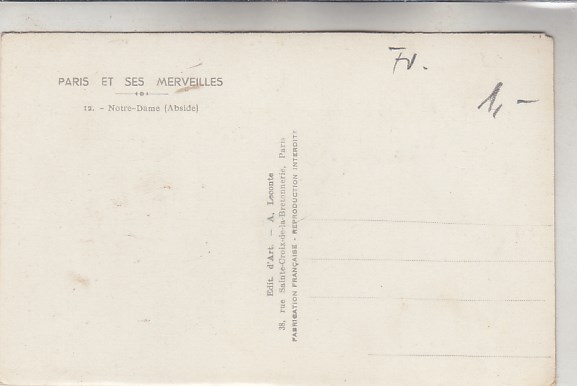 PARIS ET SES MERVEILLES
12. - Notre-Dame (Abside)
Edit. d'Art. - A. Leconte
38, rue Sainte-Croix-de-la-Bretonnerie, Paris
FABRICATION FRANÇAISE - REPRODUCTION INTERDITE
1,-